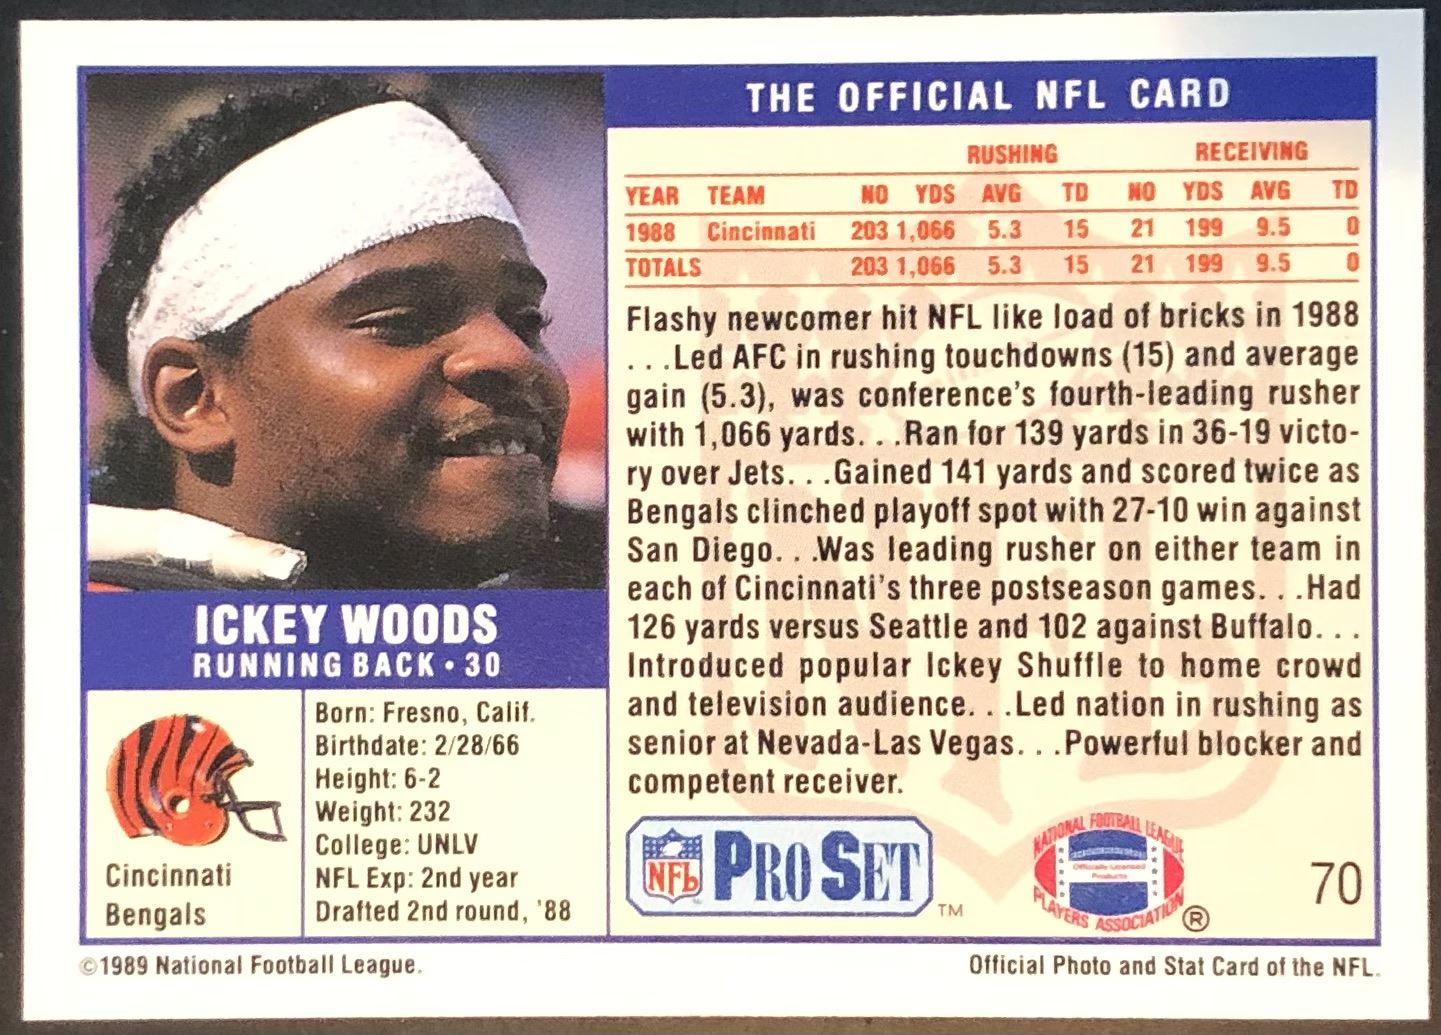 THE OFFICIAL NFL CARD
RUSHING RECEIVING
YEAR TEAM NO YDS AVG TD NO YDS AVG TD
1988 Cincinnati 203 1,066 5.3 15 21 199 9.5 0
TOTALS 203 1,066 5.3 15 21 199 9.5 0
Flashy newcomer hit NFL like load of bricks in 1988
. . .Led AFC in rushing touchdowns (15) and average
gain (5.3), was conference's fourth-leading rusher
with 1,066 yards. . .Ran for 139 yards in 36-19 victo-
ry over Jets. . .Gained 141 yards and scored twice as
Bengals clinched playoff spot with 27-10 win against
San Diego. . .Was leading rusher on either team in
each of Cincinnati's three postseason games. . .Had
126 yards versus Seattle and 102 against Buffalo. . .
Introduced popular Ickey Shuffle to home crowd
and television audience. . .Led nation in rushing as
senior at Nevada-Las Vegas. . .Powerful blocker and
competent receiver.
ICKEY WOODS
RUNNING BACK • 30
Cincinnati
Bengals
Born: Fresno, Calif.
Birthdate: 2/28/66
Height: 6-2
Weight: 232
College: UNLV
NFL Exp: 2nd year
Drafted 2nd round, '88
NFL PRO SET TM
NATIONAL FOOTBALL LEAGUE
Officially Licensed
Products
PLAYERS ASSOCIATION ®
70
©1989 National Football League.
Official Photo and Stat Card of the NFL.